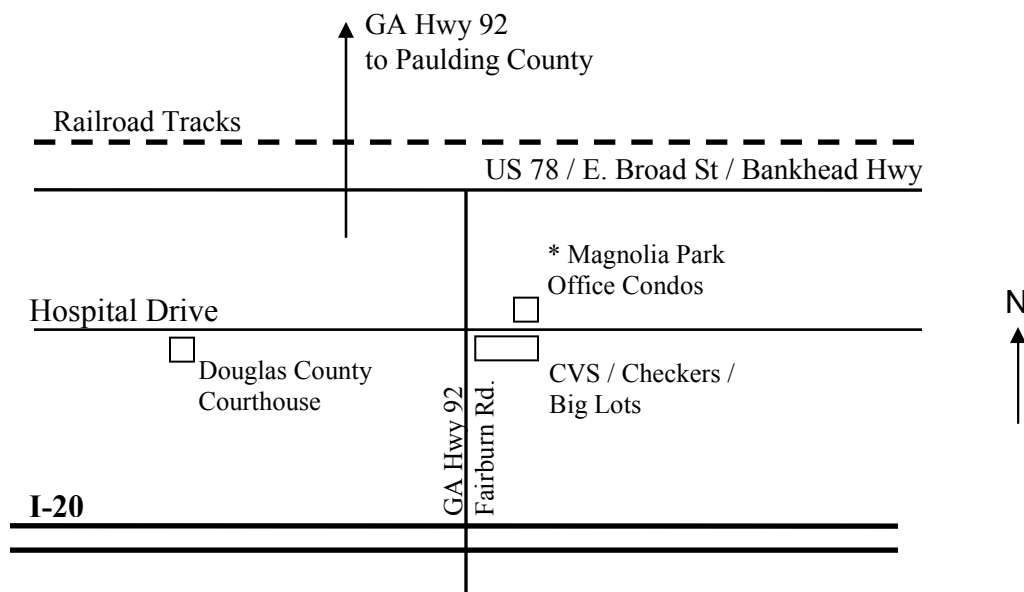 GA Hwy 92
to Paulding County
Railroad Tracks
US 78 / E. Broad St / Bankhead Hwy
* Magnolia Park
Office Condos
Hospital Drive
N
Douglas County
Courthouse
CVS / Checkers /
Big Lots
GA Hwy 92
Fairburn Rd.
I-20